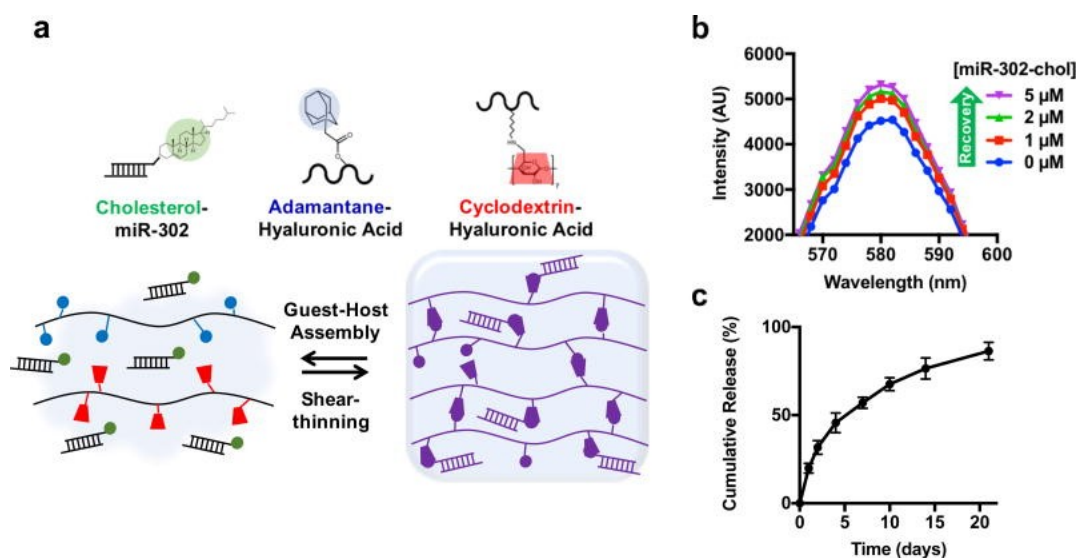 a
Cholesterol-
miR-302
Adamantane-
Hyaluronic Acid
Cyclodextrin-
Hyaluronic Acid
Guest-Host
Assembly
Shear-
thinning
b
Intensity (AU)
6000
5000
4000
3000
2000
570
580
590
600
Wavelength (nm)
[miR-302-chol]
Recovery
5 µM
2 µM
1 µM
0 µM
c
Cumulative Release (%)
100
50
0
0
5
10
15
20
Time (days)